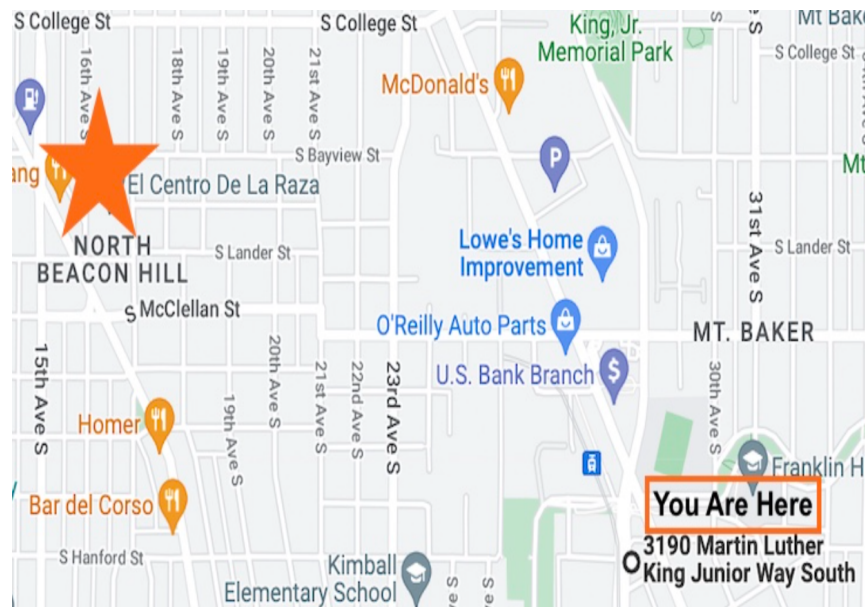 S College St
S College St
King, Jr.
Memorial Park
Mt Bak
S College St
McDonald's
16th Ave S
18th Ave S
19th Ave S
20th Ave S
21st Ave S
S Bayview St
P
ang
El Centro De La Raza
Mt
31st Ave S
NORTH
BEACON HILL
S Lander St
Lowe's Home
Improvement
S Lander St
S McClellan St
O'Reilly Auto Parts
MT. BAKER
15th Ave S
20th Ave S
21st Ave S
22nd Ave S
23rd Ave S
U.S. Bank Branch
$
30th Ave S
19th Ave S
Homer
Franklin H
Bar del Corso
You Are Here
S Hanford St
Kimball
Elementary School
3190 Martin Luther
King Junior Way South